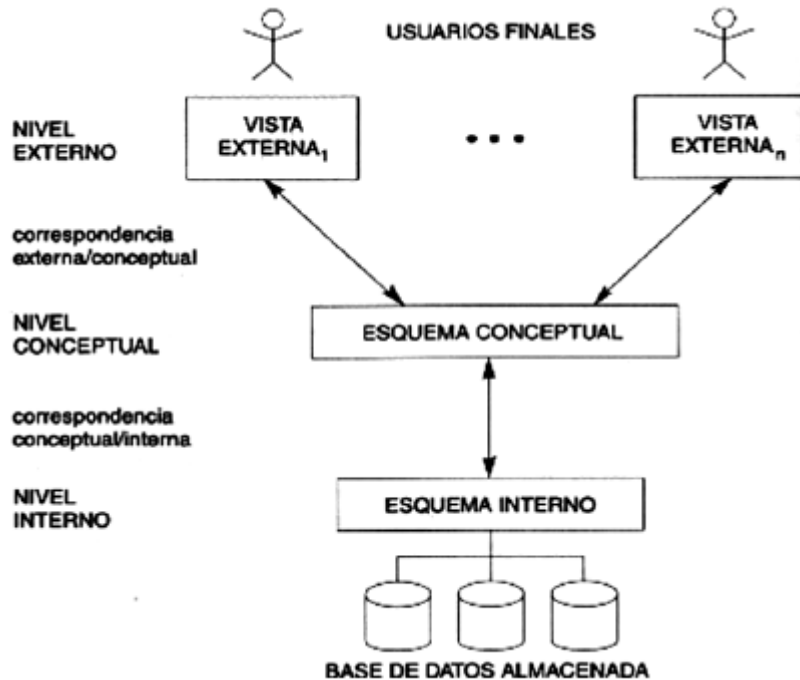 USUARIOS FINALES
NIVEL
EXTERNO
VISTA
EXTERNA1
• • •
VISTA
EXTERNAn
correspondencia
externa/conceptual
NIVEL
CONCEPTUAL
ESQUEMA CONCEPTUAL
correspondencia
conceptual/interna
NIVEL
INTERNO
ESQUEMA INTERNO
BASE DE DATOS ALMACENADA